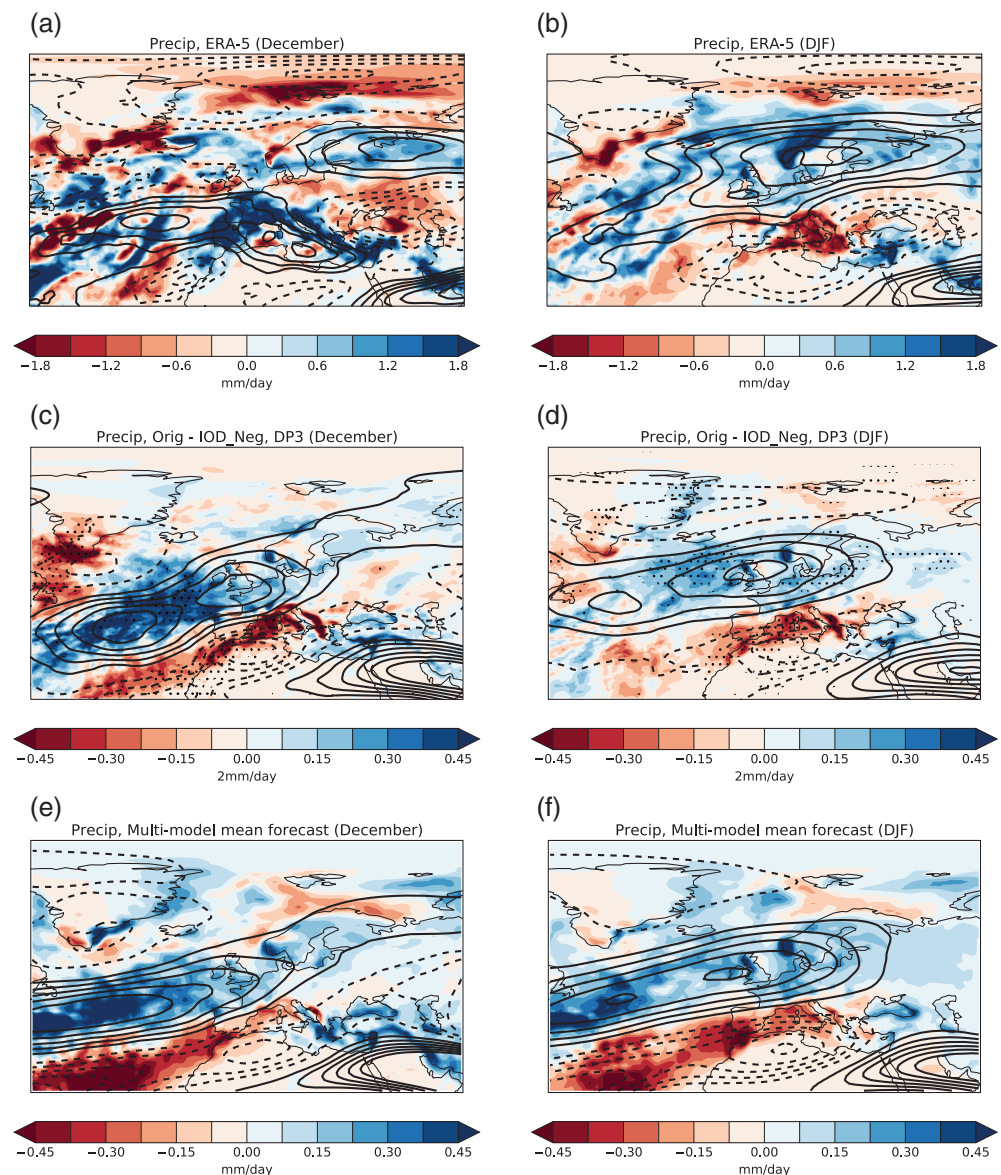 (a)
Precip, ERA-5 (December)
−1.8 −1.2 −0.6 0.0 0.6 1.2 1.8
mm/day
(b)
Precip, ERA-5 (DJF)
−1.8 −1.2 −0.6 0.0 0.6 1.2 1.8
mm/day
(c)
Precip, Orig - IOD_Neg, DP3 (December)
−0.45 −0.30 −0.15 0.00 0.15 0.30 0.45
2mm/day
(d)
Precip, Orig - IOD_Neg, DP3 (DJF)
−0.45 −0.30 −0.15 0.00 0.15 0.30 0.45
2mm/day
(e)
Precip, Multi-model mean forecast (December)
−0.45 −0.30 −0.15 0.00 0.15 0.30 0.45
mm/day
(f)
Precip, Multi-model mean forecast (DJF)
−0.45 −0.30 −0.15 0.00 0.15 0.30 0.45
mm/day